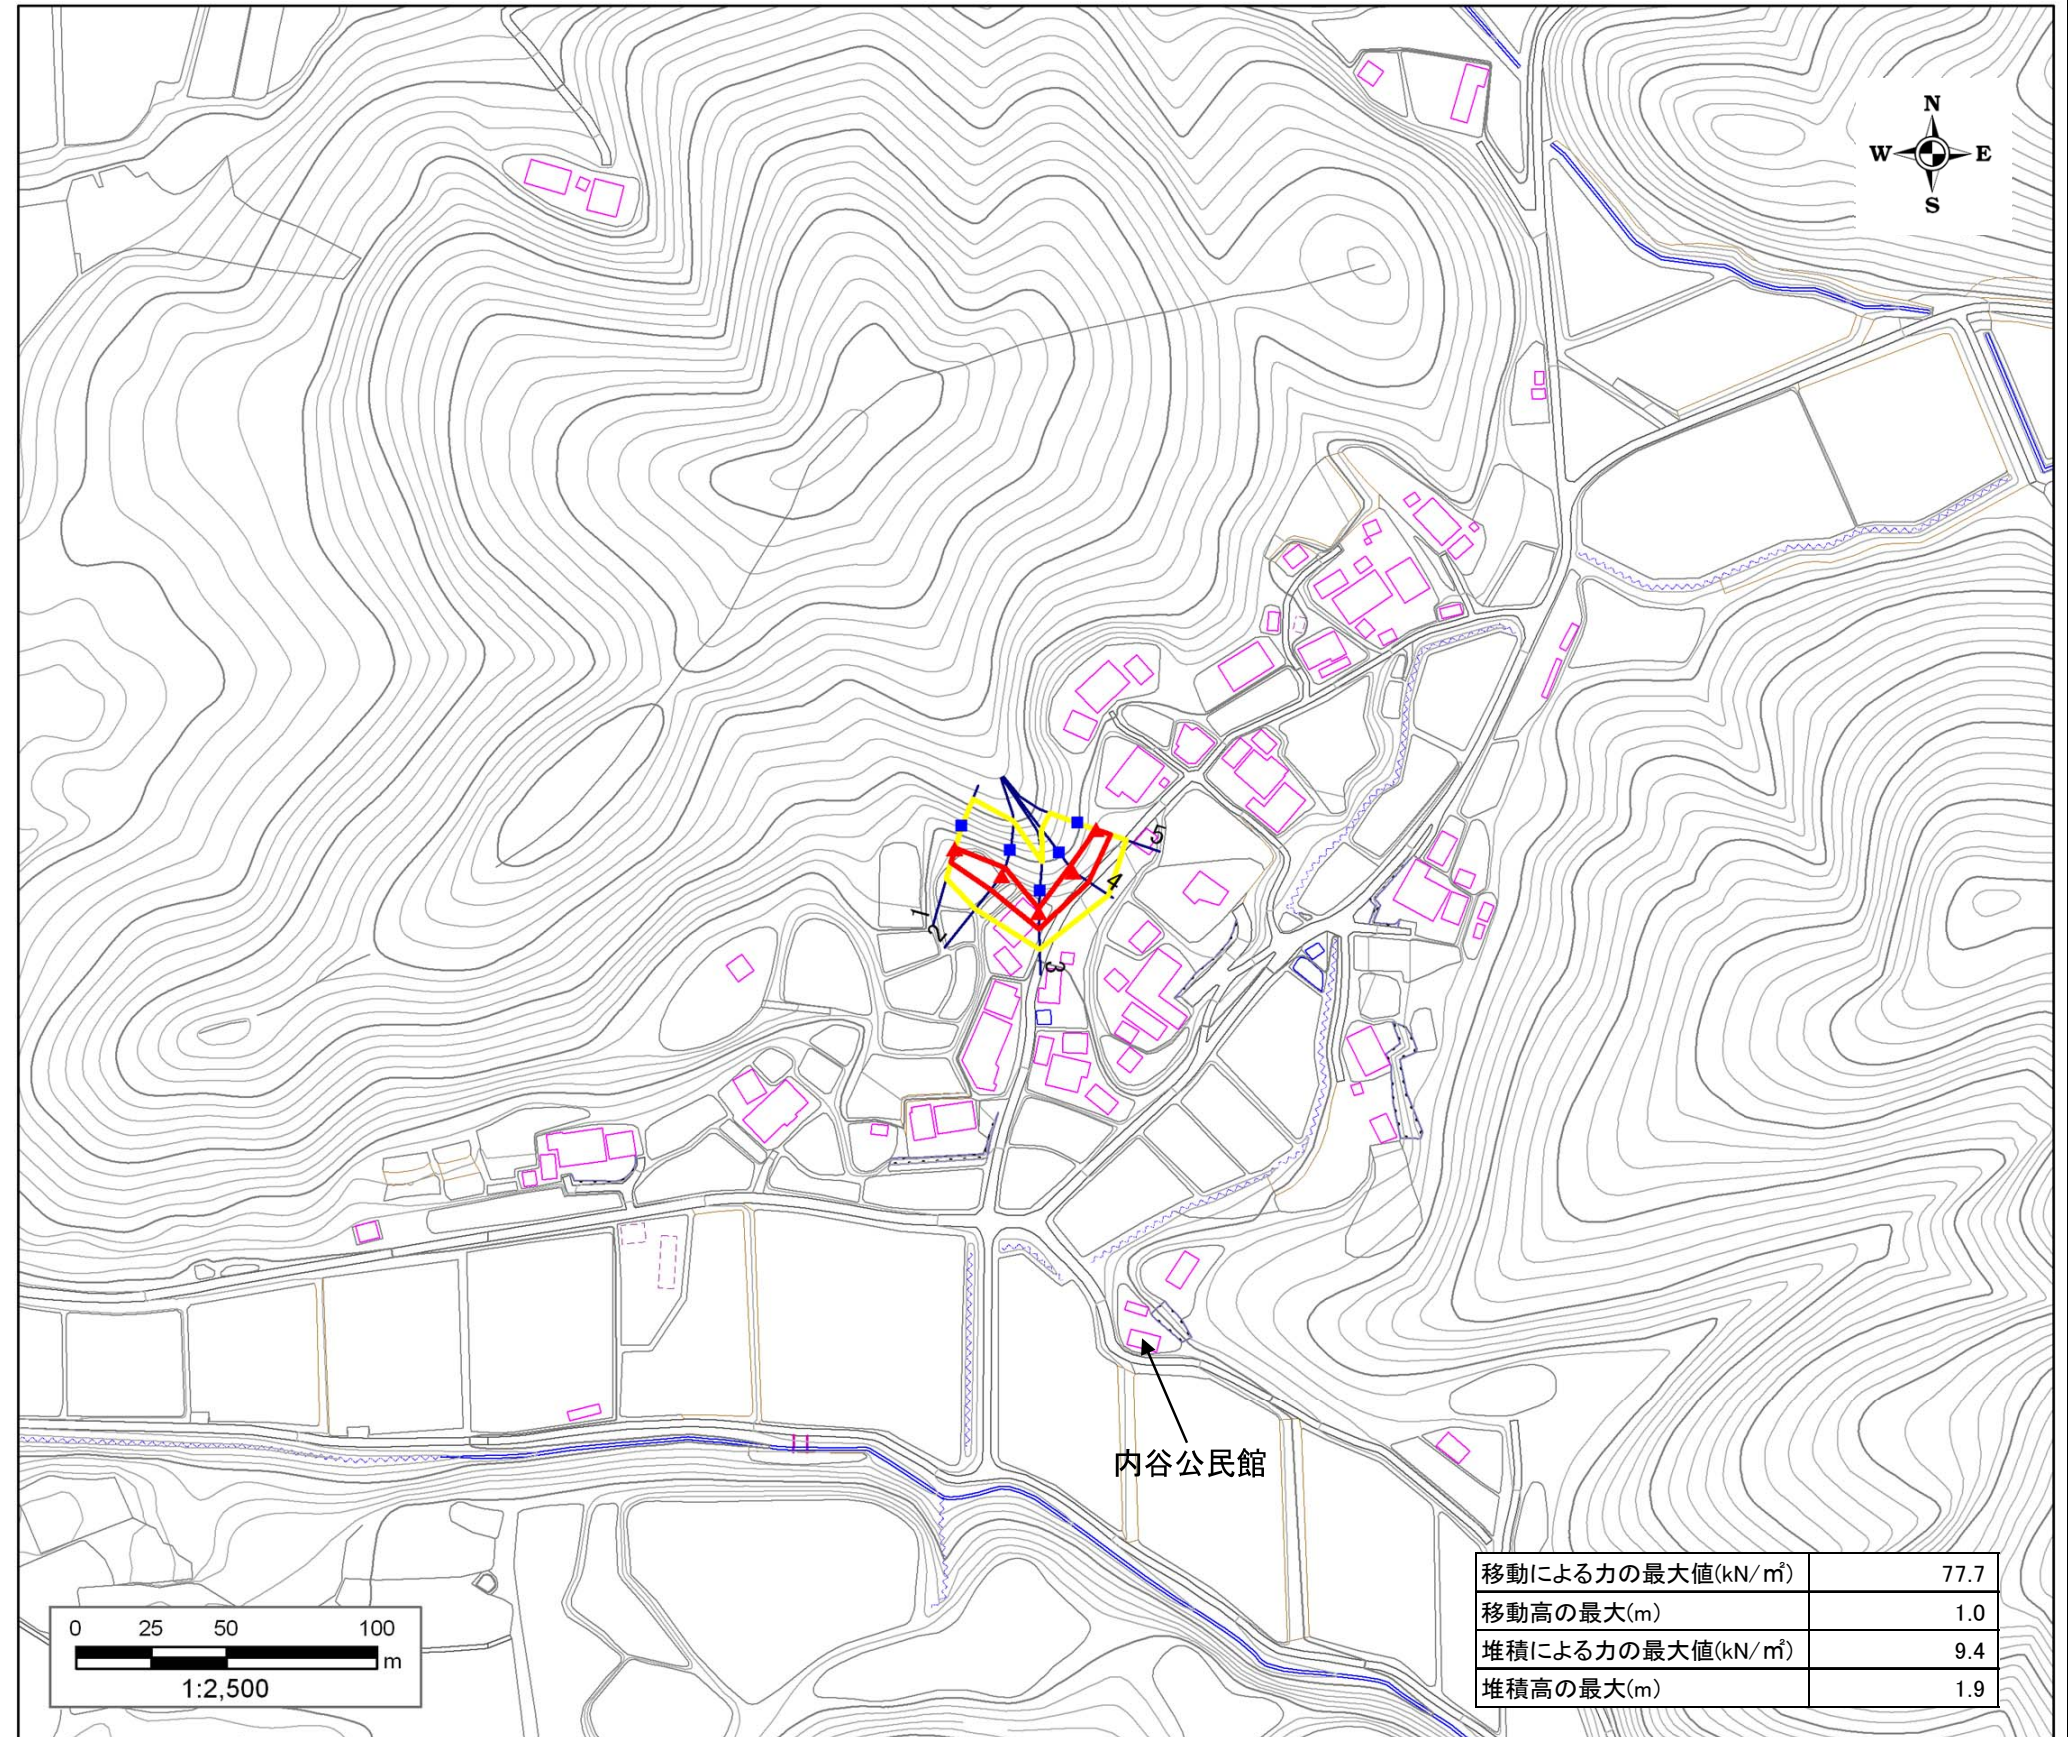 N
W E
S
5
4
1
2
3
内谷公民館
移動による力の最大値(kN/㎡) 77.7
移動高の最大(m) 1.0
堆積による力の最大値(kN/㎡) 9.4
堆積高の最大(m) 1.9
0 25 50 100
m
1:2,500